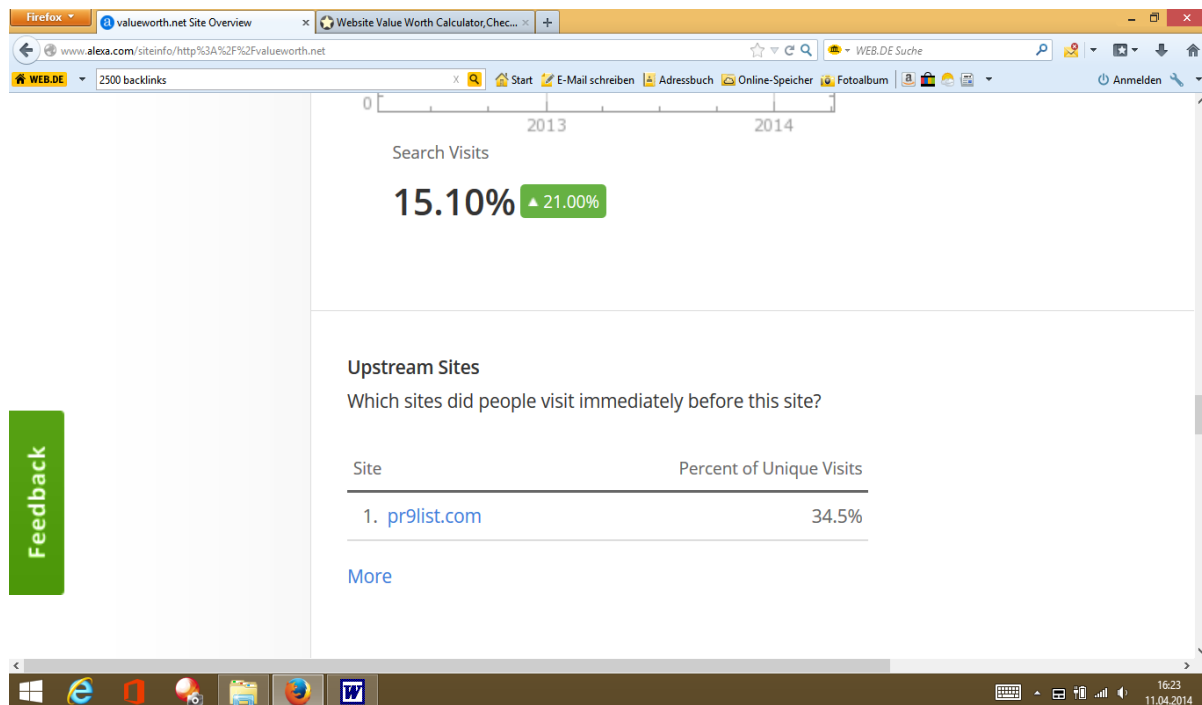 Firefox
valueworth.net Site Overview
Website Value Worth Calculator,Chec...
www.alexa.com/siteinfo/http%3A%2F%2Fvalueworth.net
WEB.DE Suche
WEB.DE
2500 backlinks
Start
E-Mail schreiben
Adressbuch
Online-Speicher
Fotoalbum
Anmelden
0
2013
2014
Search Visits
15.10%
21.00%
Upstream Sites
Which sites did people visit immediately before this site?
Site Percent of Unique Visits
1. pr9list.com 34.5%
More
Feedback
16:23
11.04.2014